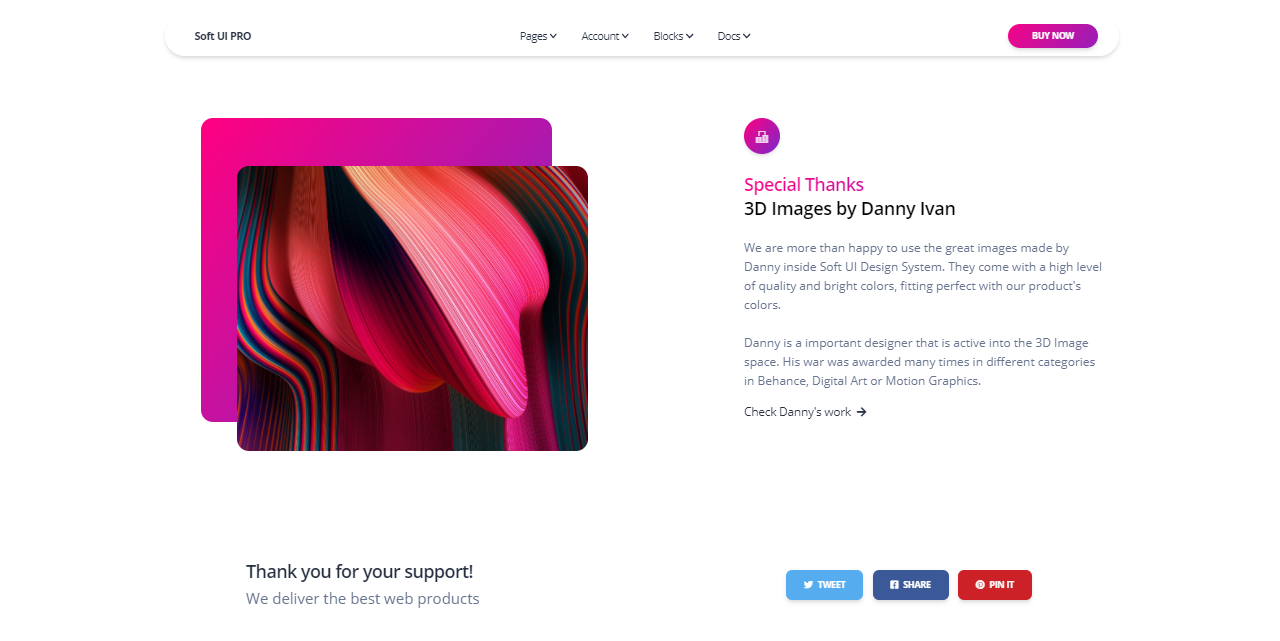 Soft UI PRO
Pages
Account
Blocks
Docs
BUY NOW
Special Thanks
3D Images by Danny Ivan
We are more than happy to use the great images made by
Danny inside Soft UI Design System. They come with a high level
of quality and bright colors, fitting perfect with our product's
colors.
Danny is a important designer that is active into the 3D Image
space. His war was awarded many times in different categories
in Behance, Digital Art or Motion Graphics.
Check Danny's work
Thank you for your support!
We deliver the best web products
TWEET
SHARE
PIN IT